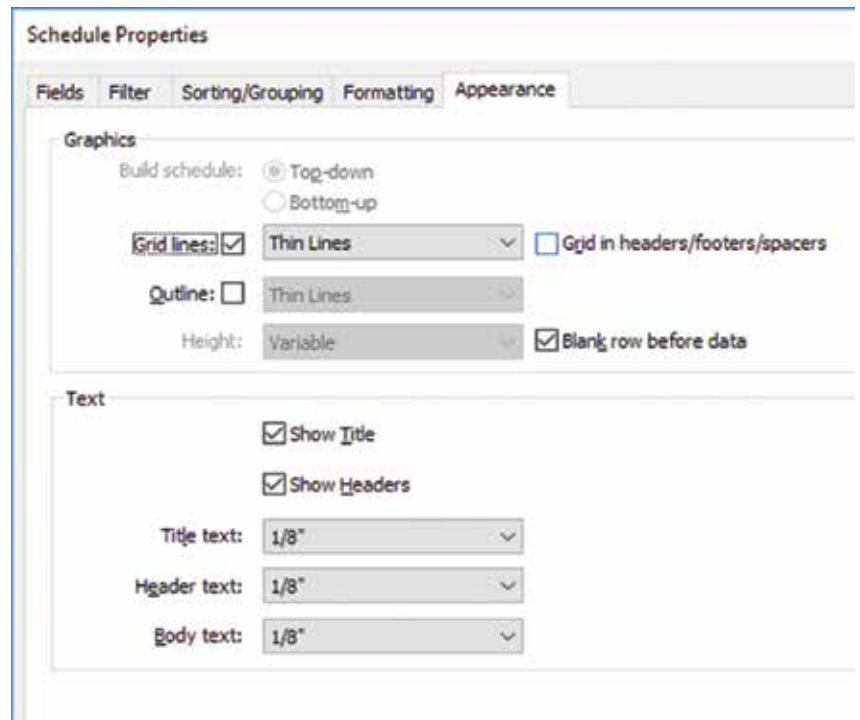 Schedule Properties
Fields Filter Sorting/Grouping Formatting Appearance
Graphics
Build schedule: Top-down
Bottom-up
Grid lines: Thin Lines Grid in headers/footers/spacers
Outline: Thin Lines
Height: Variable Blank row before data
Text
Show Title
Show Headers
Title text: 1/8"
Header text: 1/8"
Body text: 1/8"